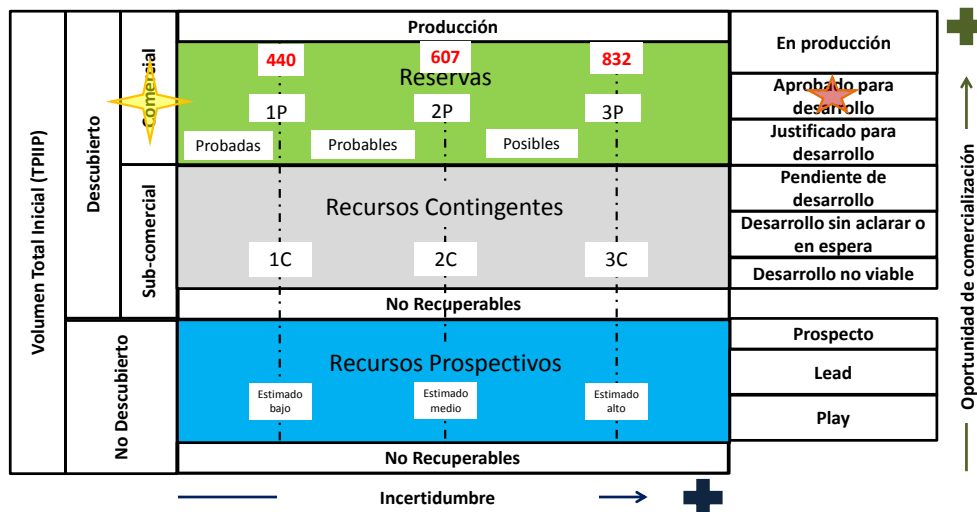 Volumen Total Inicial (TPIIP)
Descubierto
No Descubierto
Comercial
Sub-comercial
Producción
440
607
832
Reservas
1P
2P
3P
Probadas
Probables
Posibles
Recursos Contingentes
1C
2C
3C
No Recuperables
Recursos Prospectivos
Estimado
bajo
Estimado
medio
Estimado
alto
No Recuperables
Incertidumbre
En producción
Aprobado para
desarrollo
Justificado para
desarrollo
Pendiente de
desarrollo
Desarrollo sin aclarar o
en espera
Desarrollo no viable
Prospecto
Lead
Play
Oportunidad de comercialización